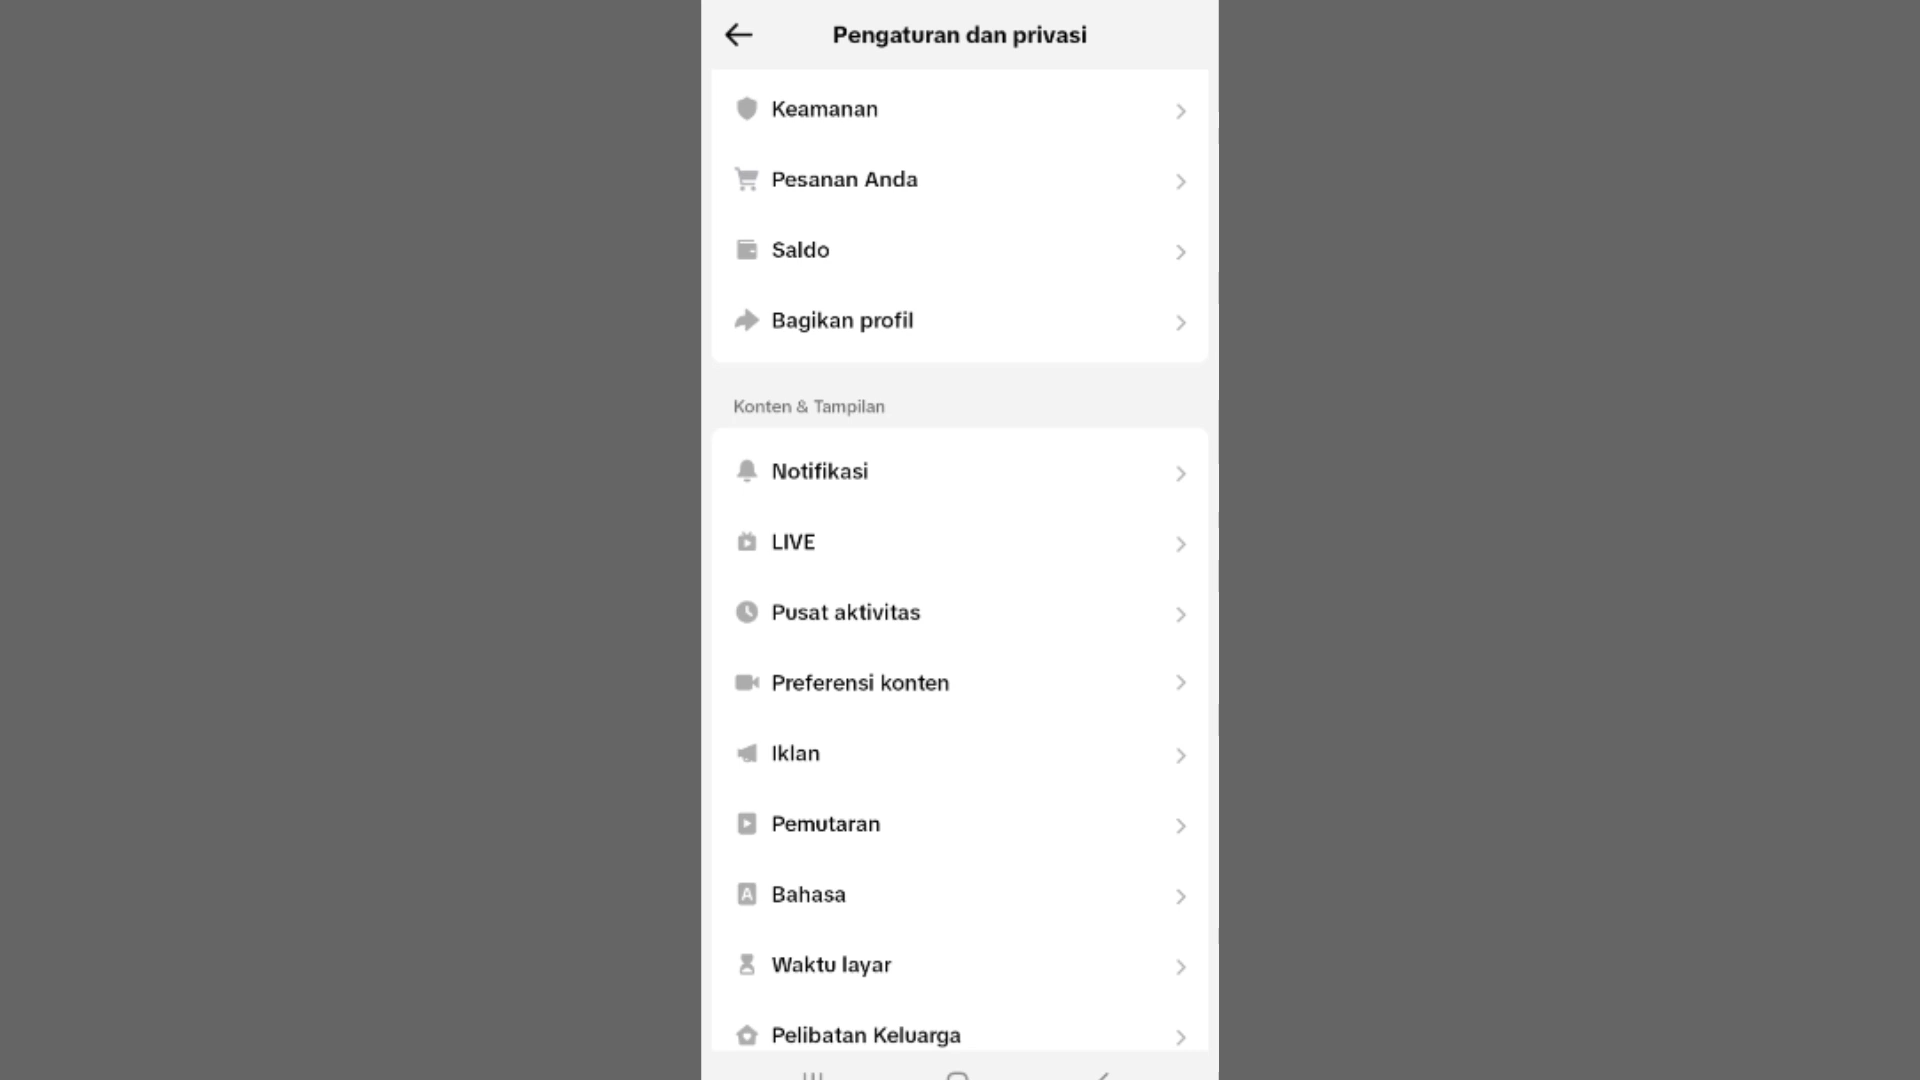 Pengaturan dan privasi
Keamanan
Pesanan Anda
Saldo
Bagikan profil
Konten & Tampilan
Notifikasi
LIVE
Pusat aktivitas
Preferensi konten
Iklan
Pemutaran
A Bahasa
Waktu layar
Pelibatan Keluarga